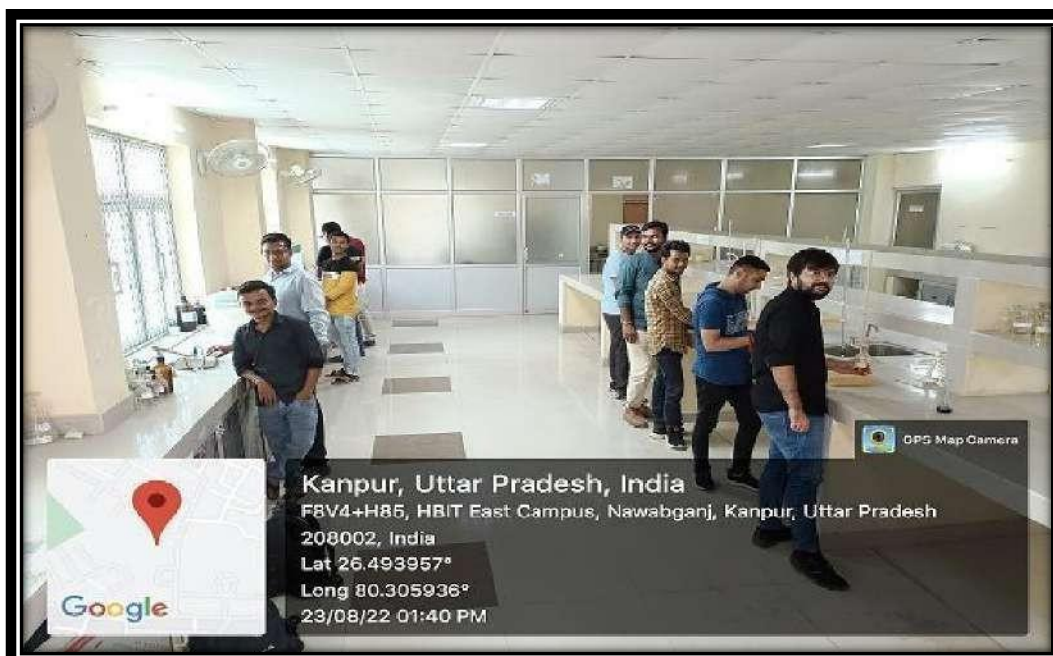 GPS Map Camera
Kanpur, Uttar Pradesh, India
F8V4+H85, HBIT East Campus, Nawabganj, Kanpur, Uttar Pradesh
208002, India
Lat 26.493957°
Long 80.305936°
23/08/22 01:40 PM
Google